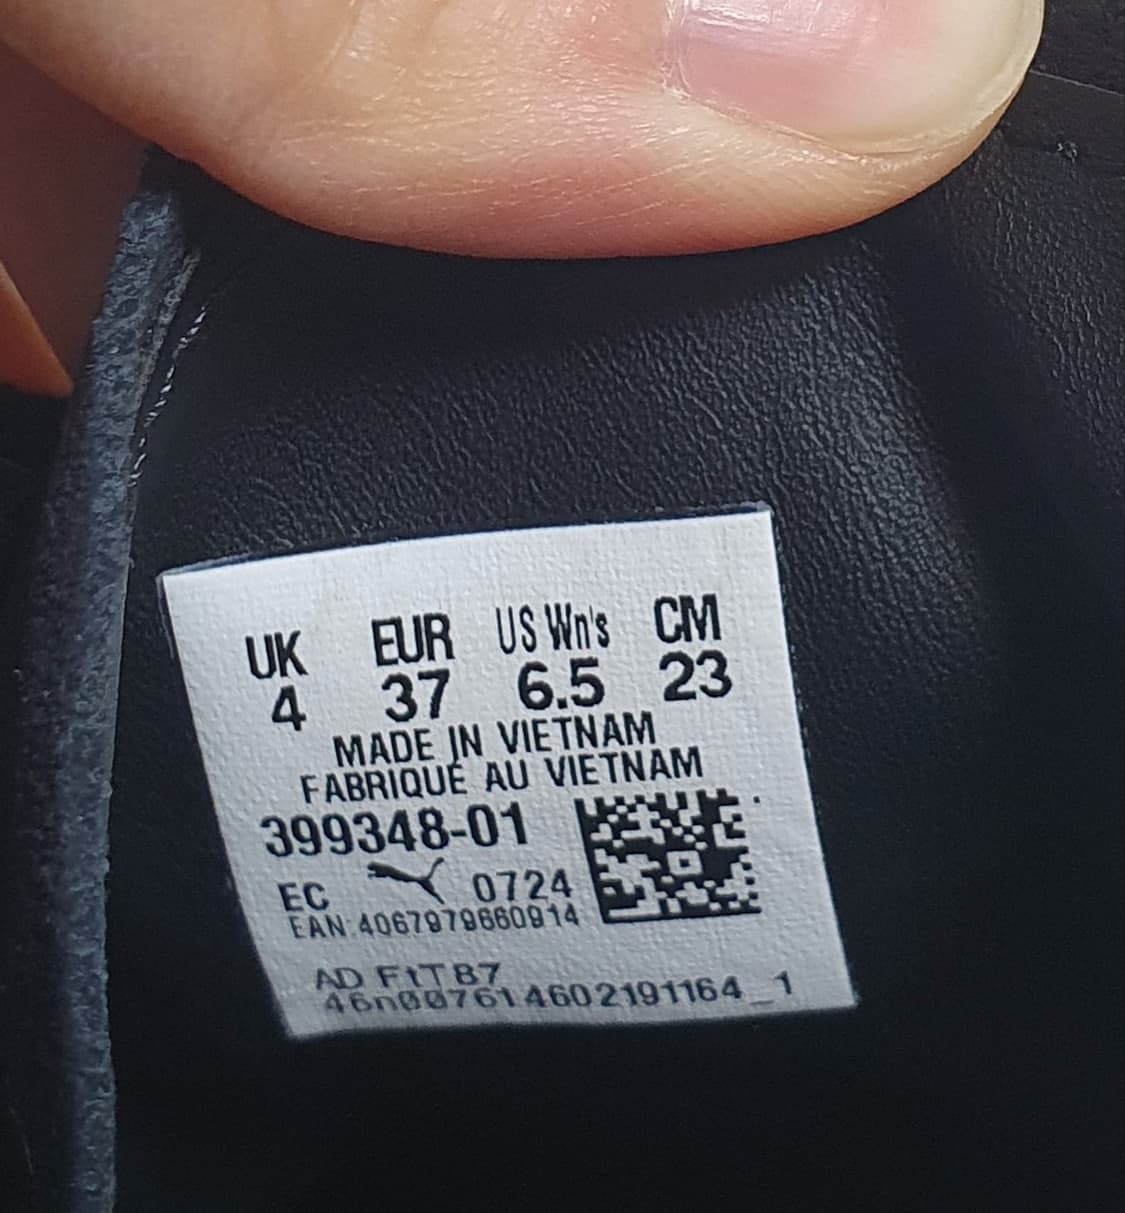 UK EUR US Wn's CM
4 37 6.5 23
MADE IN VIETNAM
FABRIQUÉ AU VIETNAM
399348-01
EC 0724
EAN:4067979660914
AD FtT87
46n007614602191164_1